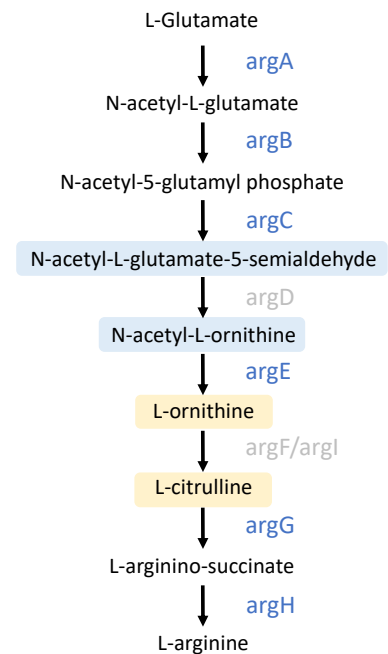 L-Glutamate
argA
N-acetyl-L-glutamate
argB
N-acetyl-5-glutamyl phosphate
argC
N-acetyl-L-glutamate-5-semialdehyde
argD
N-acetyl-L-ornithine
argE
L-ornithine
argF/argI
L-citrulline
argG
L-arginino-succinate
argH
L-arginine